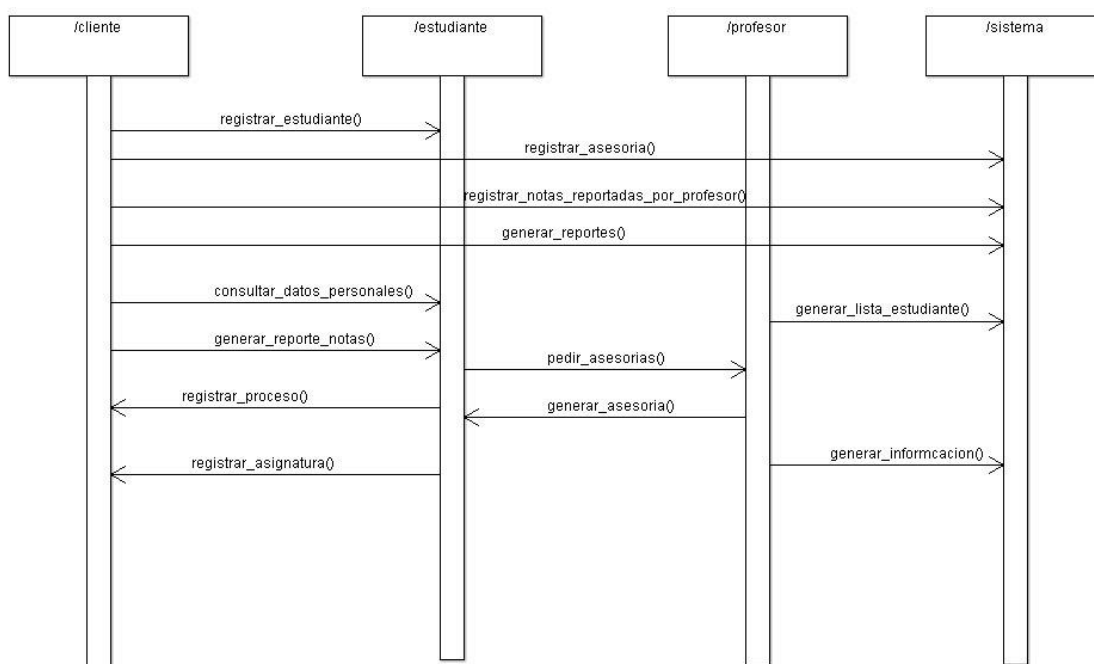 /cliente
/estudiante
/profesor
/sistema
registrar_estudiante()
registrar_asesoria()
registrar_notas_reportadas_por_profesor()
generar_reportes()
consultar_datos_personales()
generar_lista_estudiante()
generar_reporte_notas()
pedir_asesorias()
registrar_proceso()
generar_asesoria()
registrar_asignatura()
generar_informcacion()